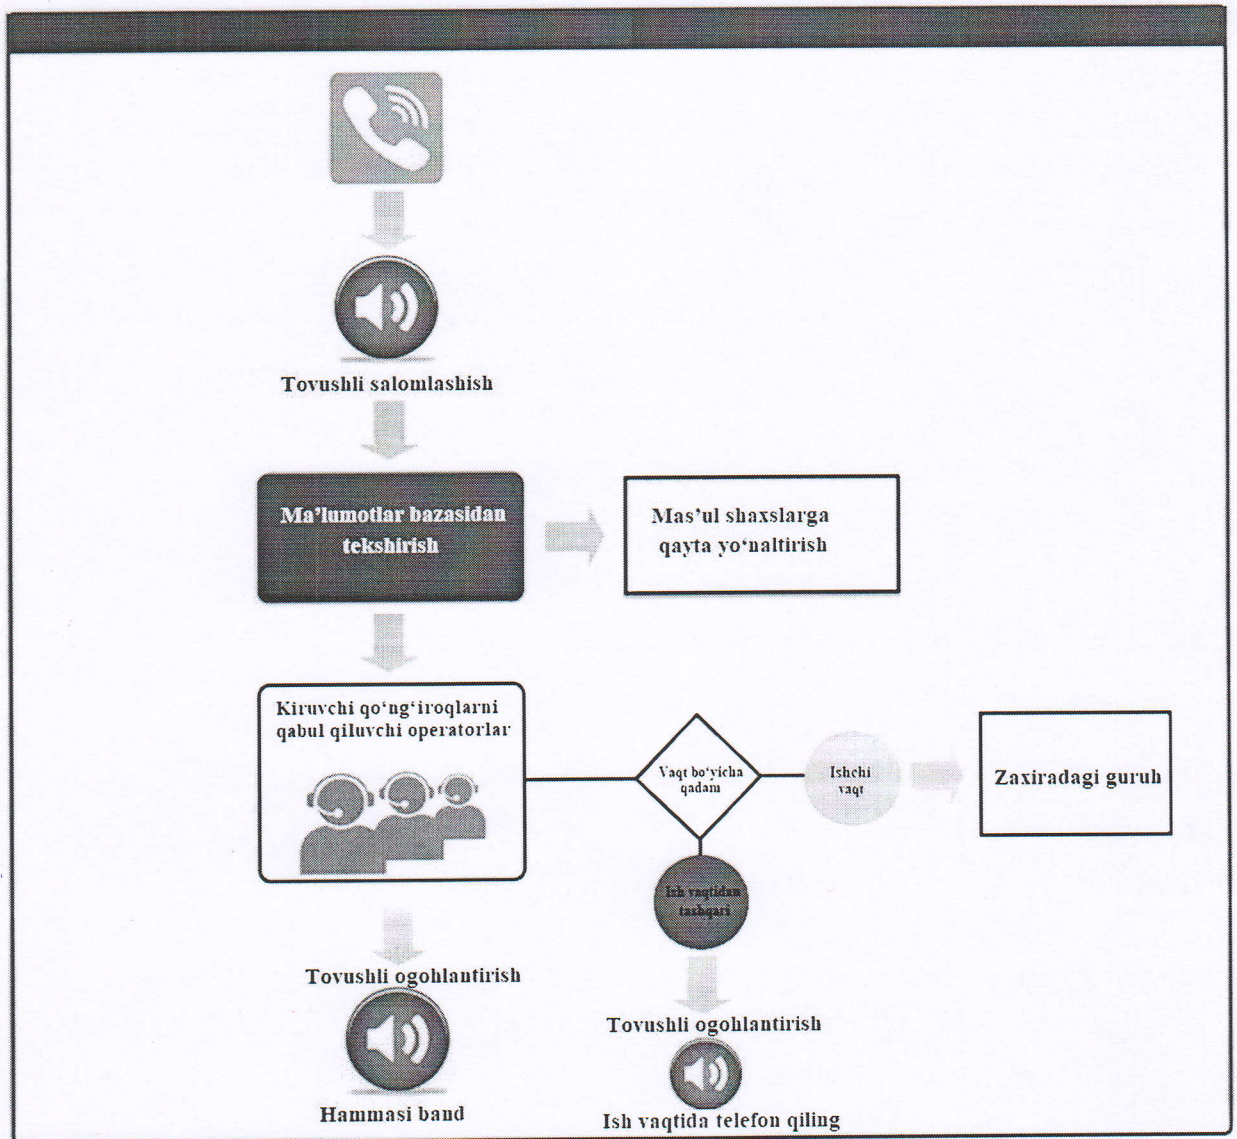 Tovushli salomlashish
Ma’lumotlar bazasidan
tekshirish
Mas’ul shaxslarga
qayta yo‘naltirish
Kiruvchi qo‘ng‘iroqlarni
qabul qiluvchi operatorlar
Vaqt bo‘yicha
qadam
Ishchi
vaqt
Zaxiradagi guruh
Ish vaqtidan
tashqari
Tovushli ogohlantirish
Hammasi band
Tovushli ogohlantirish
Ish vaqtida telefon qiling